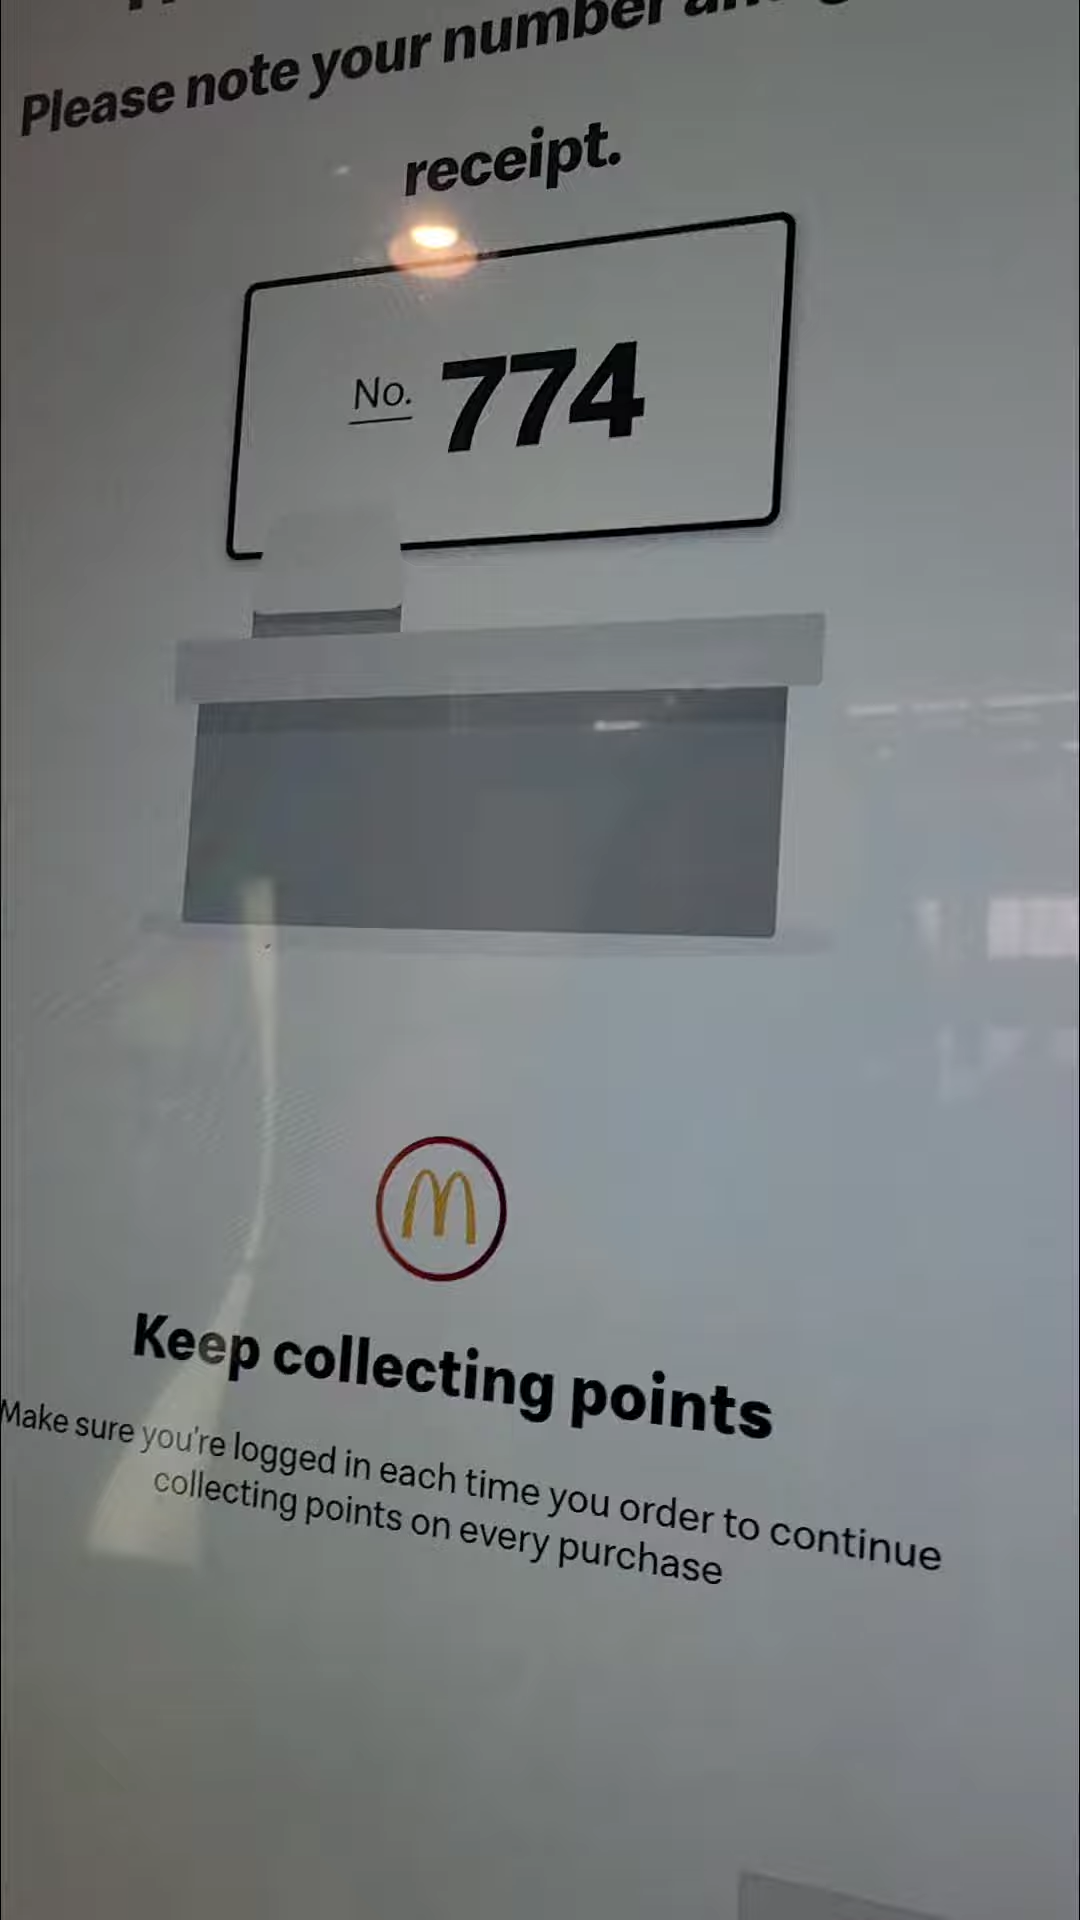 Please note your number
receipt.
No. 774
Keep collecting points
Make sure you're logged in each time you order to continue
collecting points on every purchase